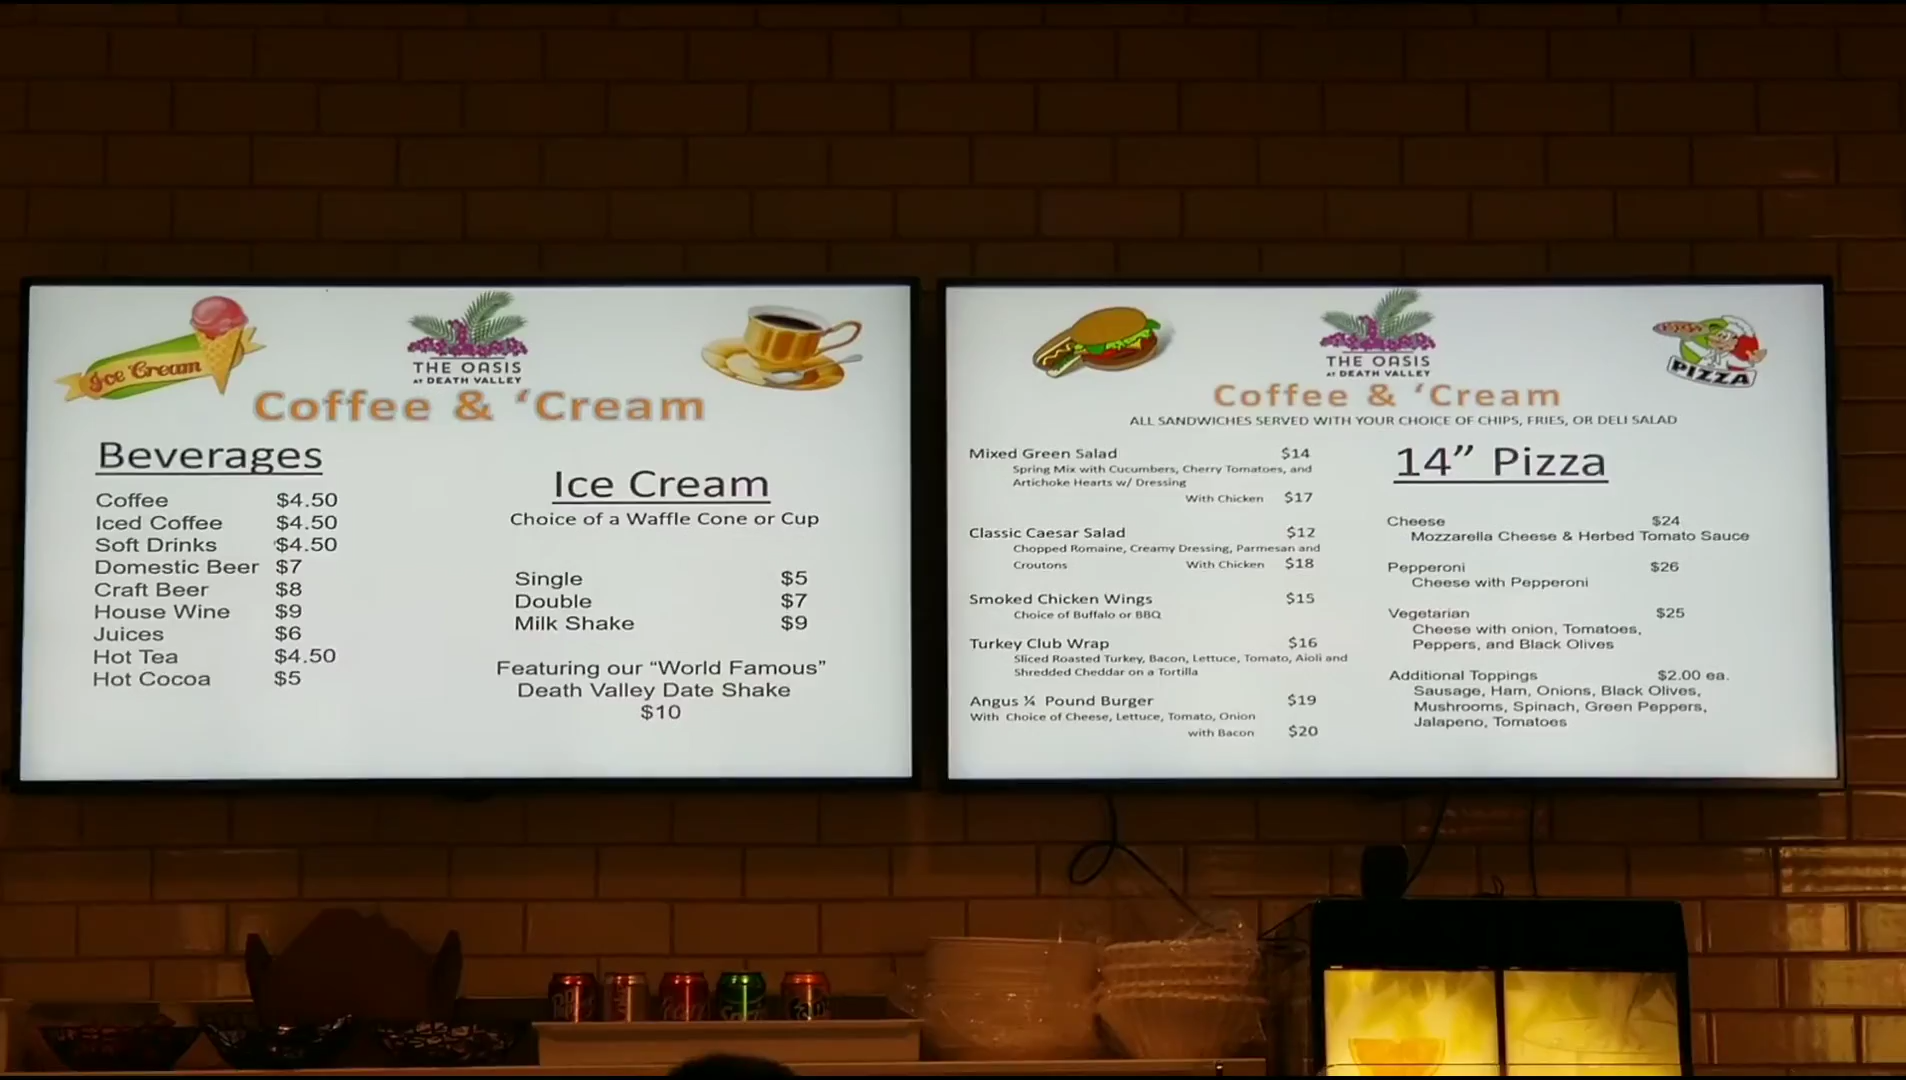 Ice Cream
THE OASIS
AT DEATH VALLEY
Coffee & ‘Cream
Beverages
Coffee $4.50
Iced Coffee $4.50
Soft Drinks $4.50
Domestic Beer $7
Craft Beer $8
House Wine $9
Juices $6
Hot Tea $4.50
Hot Cocoa $5
Ice Cream
Choice of a Waffle Cone or Cup
Single $5
Double $7
Milk Shake $9
Featuring our “World Famous”
Death Valley Date Shake
$10
THE OASIS
AT DEATH VALLEY
PIZZA
Coffee & ‘Cream
ALL SANDWICHES SERVED WITH YOUR CHOICE OF CHIPS, FRIES, OR DELI SALAD
Mixed Green Salad $14
Spring Mix with Cucumbers, Cherry Tomatoes, and
Artichoke Hearts w/ Dressing
With Chicken $17
Classic Caesar Salad $12
Chopped Romaine, Creamy Dressing, Parmesan and
Croutons With Chicken $18
Smoked Chicken Wings $15
Choice of Buffalo or BBQ
Turkey Club Wrap $16
Sliced Roasted Turkey, Bacon, Lettuce, Tomato, Aioli and
Shredded Cheddar on a Tortilla
Angus ¼ Pound Burger $19
With Choice of Cheese, Lettuce, Tomato, Onion
with Bacon $20
14” Pizza
Cheese $24
Mozzarella Cheese & Herbed Tomato Sauce
Pepperoni $26
Cheese with Pepperoni
Vegetarian $25
Cheese with onion, Tomatoes,
Peppers, and Black Olives
Additional Toppings $2.00 ea.
Sausage, Ham, Onions, Black Olives,
Mushrooms, Spinach, Green Peppers,
Jalapeno, Tomatoes